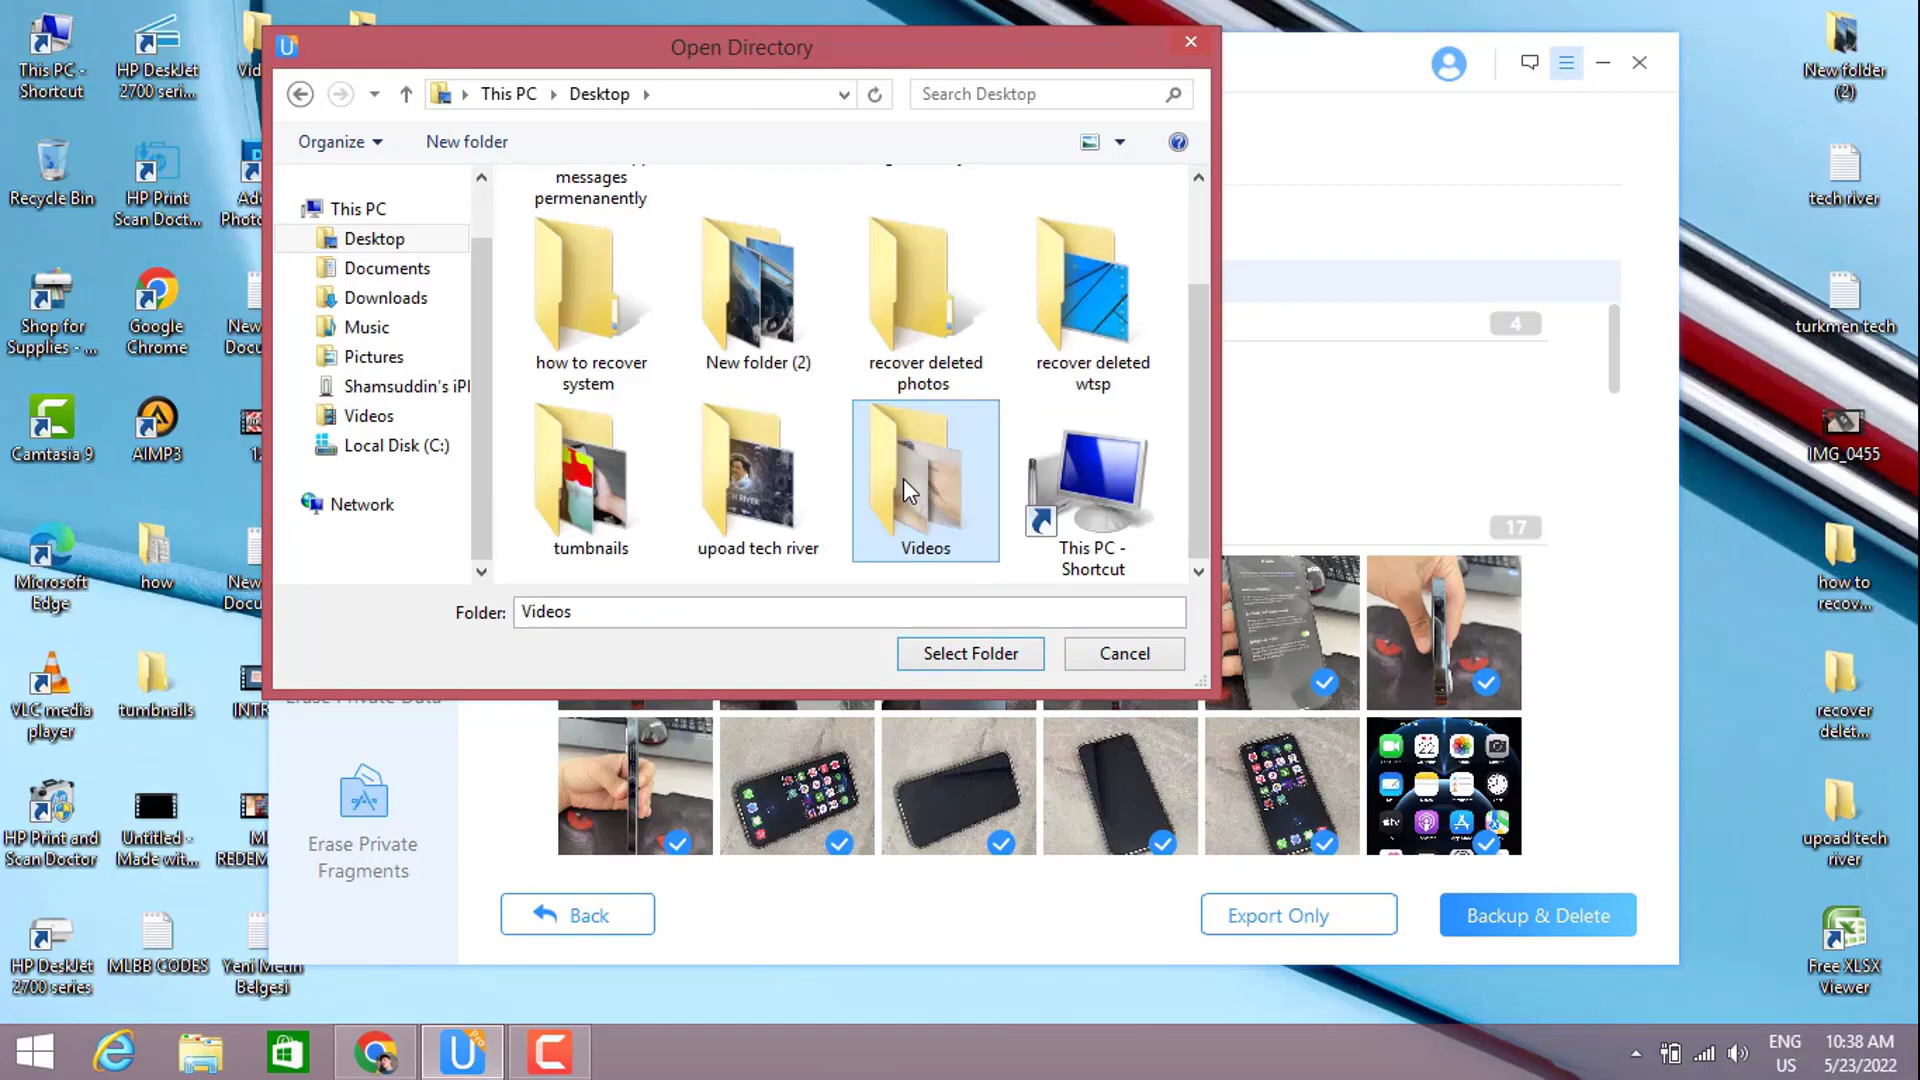 This PC -
Shortcut
HP DeskJet
2700 seri...
Recycle Bin
HP Print
Scan Doct...
Shop for
Supplies - ...
Google
Chrome
Camtasia 9
AIMP3
Microsoft
Edge
how
VLC media
player
tumbnails
HP Print and
Scan Doctor
Untitled -
Made wit...
HP DeskJet
2700 series
MLBB CODES
Yeni Metin
Belgesi
Open Directory
This PC
Desktop
Search Desktop
Organize
New folder
This PC
Desktop
Documents
Downloads
Music
Pictures
Shamsuddin's iPl
Videos
Local Disk (C:)
Network
messages
permenanently
how to recover
system
New folder (2)
recover deleted
photos
recover deleted
wtsp
tumbnails
upoad tech river
Videos
This PC -
Shortcut
Folder:
Videos
Select Folder
Cancel
4
17
Erase Private
Fragments
Back
Export Only
Backup & Delete
New folder
(2)
tech river
turkmen tech
IMG_0455
how to
recov...
recover
delet...
upoad tech
river
Free XLSX
Viewer
Pro
ENG
US
10:38 AM
5/23/2022